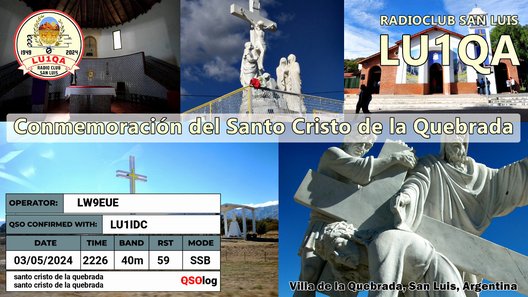 1949
2024
LU1QA
RADIO CLUB
SAN LUIS
RADIOCLUB SAN LUIS
LU1QA
Conmemoración del Santo Cristo de la Quebrada
OPERATOR: LW9EUE
QSO CONFIRMED WITH: LU1IDC
DATE TIME BAND RST MODE
03/05/2024 2226 40m 59 SSB
santo cristo de la quebrada
santo cristo de la quebrada
QSOlog
Villa de la Quebrada, San Luis, Argentina